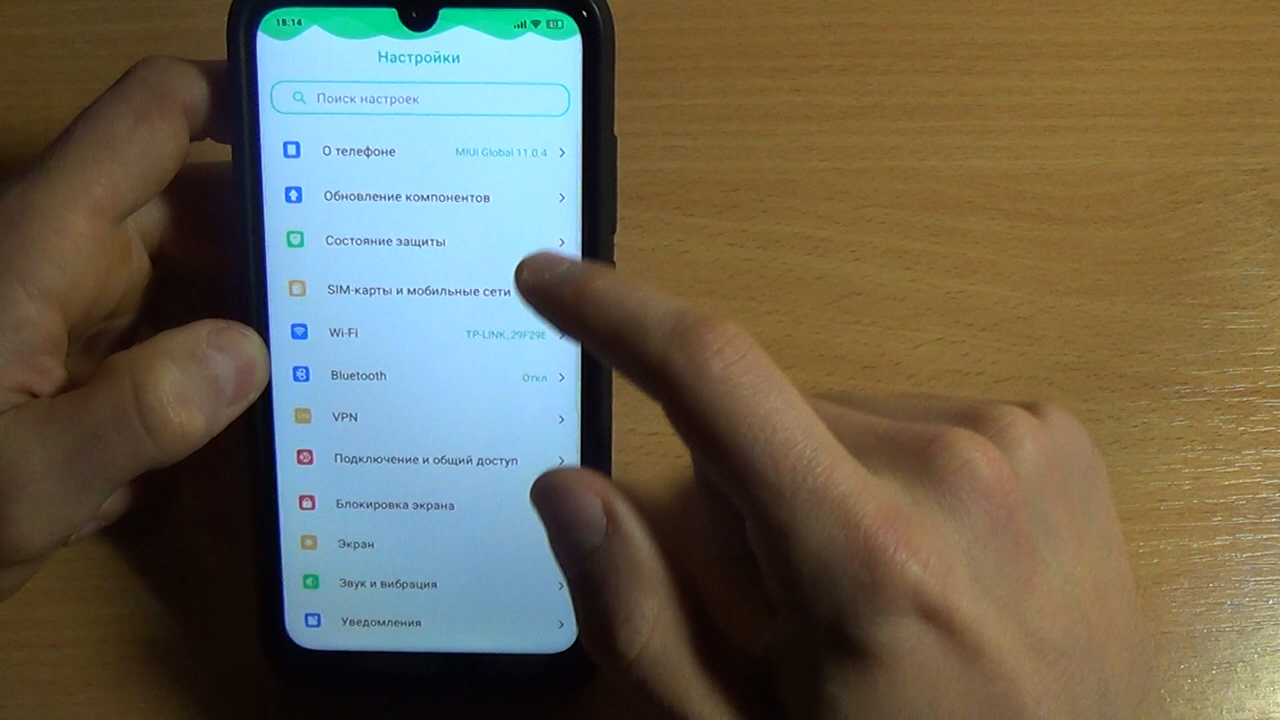 18:14
Настройки
Поиск настроек
О телефоне MIUI Global 11.0.4
Обновление компонентов
Состояние защиты
SIM-карты и мобильные сети
Wi-Fi TP-LINK_29F29E
Bluetooth Откл
VPN
Подключение и общий доступ
Блокировка экрана
Экран
Звук и вибрация
Уведомления